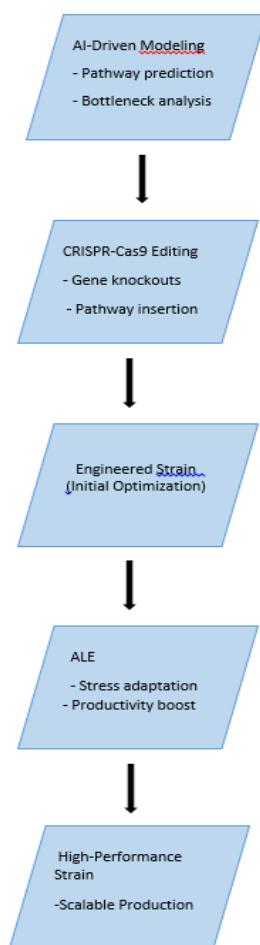 AI-Driven Modeling
- Pathway prediction
- Bottleneck analysis
CRISPR-Cas9 Editing
- Gene knockouts
- Pathway insertion
Engineered Strain
(Initial Optimization)
ALE
- Stress adaptation
- Productivity boost
High-Performance
Strain
-Scalable Production